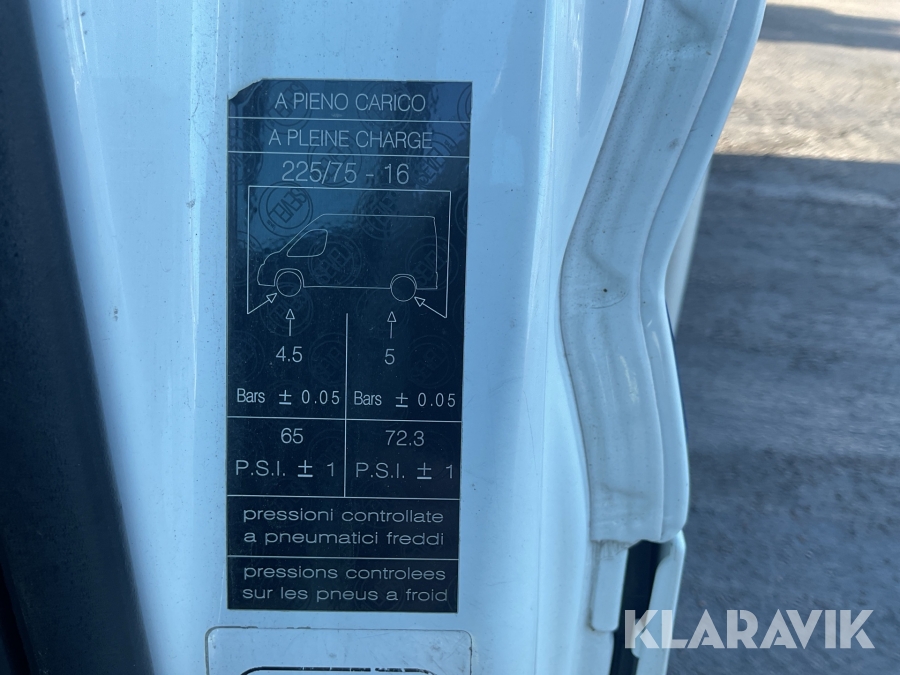 A PIENO CARICO
A PLEINE CHARGE
225/75 - 16
4.5 5
Bars ± 0.05 Bars ± 0.05
65 72.3
P.S.I. ± 1 P.S.I. ± 1
pressioni controllate
a pneumatici freddi
pressions controlees
sur les pneus a froid
KLARAVIK